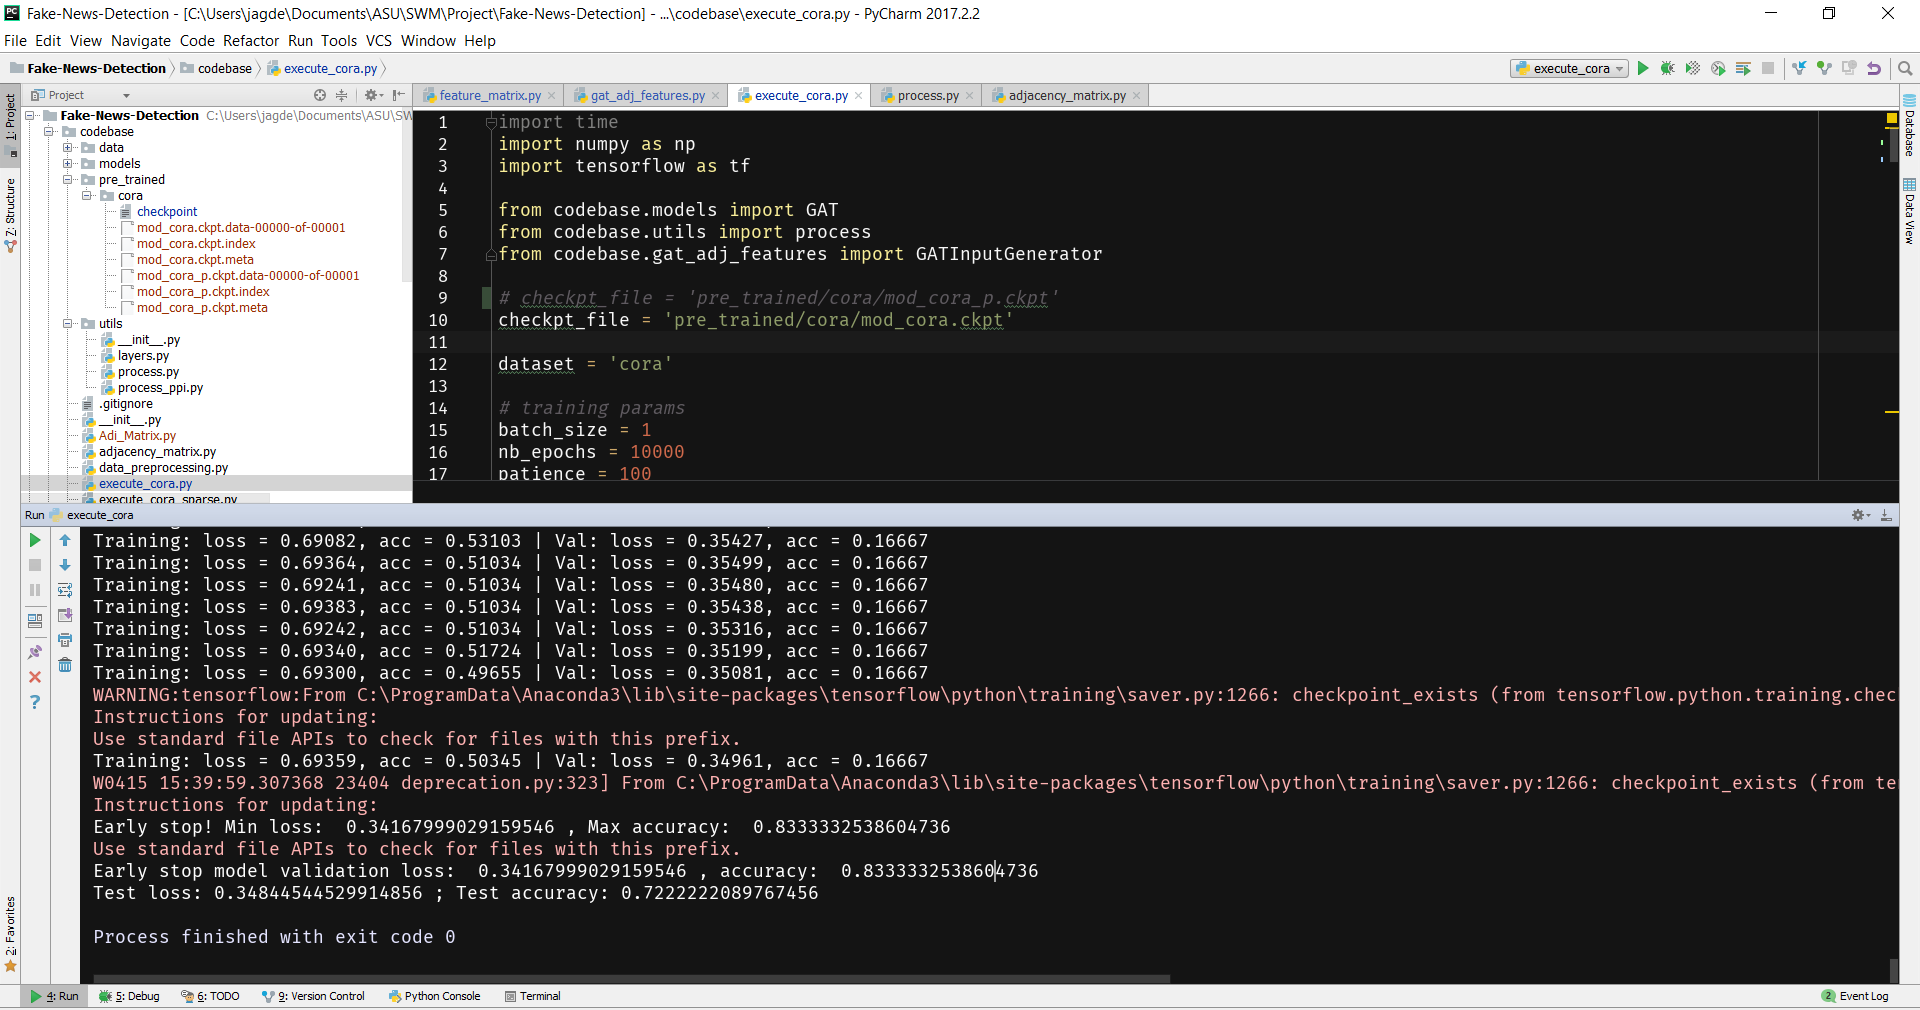 Fake-News-Detection - [C:\Users\jagde\Documents\ASU\SWM\Project\Fake-News-Detection] - ...\codebase\execute_cora.py - PyCharm 2017.2.2
File Edit View Navigate Code Refactor Run Tools VCS Window Help
Fake-News-Detection codebase execute_cora.py
execute_cora
Project
feature_matrix.py gat_adj_features.py execute_cora.py process.py adjacency_matrix.py
1: Project
7: Structure
2: Favorites
Database
Data View
Fake-News-Detection C:\Users\jagde\Documents\ASU\SW
codebase
data
models
pre_trained
cora
checkpoint
mod_cora.ckpt.data-00000-of-00001
mod_cora.ckpt.index
mod_cora.ckpt.meta
mod_cora_p.ckpt.data-00000-of-00001
mod_cora_p.ckpt.index
mod_cora_p.ckpt.meta
utils
__init__.py
layers.py
process.py
process_ppi.py
.gitignore
__init__.py
Adi_Matrix.py
adjacency_matrix.py
data_preprocessing.py
execute_cora.py
execute_cora_sparse.py
1 import time
2 import numpy as np
3 import tensorflow as tf
4
5 from codebase.models import GAT
6 from codebase.utils import process
7 from codebase.gat_adj_features import GATInputGenerator
8
9 # checkpt_file = 'pre_trained/cora/mod_cora_p.ckpt'
10 checkpt_file = 'pre_trained/cora/mod_cora.ckpt'
11
12 dataset = 'cora'
13
14 # training params
15 batch_size = 1
16 nb_epochs = 10000
17 patience = 100
Run execute_cora
Training: loss = 0.69082, acc = 0.53103 | Val: loss = 0.35427, acc = 0.16667
Training: loss = 0.69364, acc = 0.51034 | Val: loss = 0.35499, acc = 0.16667
Training: loss = 0.69241, acc = 0.51034 | Val: loss = 0.35480, acc = 0.16667
Training: loss = 0.69383, acc = 0.51034 | Val: loss = 0.35438, acc = 0.16667
Training: loss = 0.69242, acc = 0.51034 | Val: loss = 0.35316, acc = 0.16667
Training: loss = 0.69340, acc = 0.51724 | Val: loss = 0.35199, acc = 0.16667
Training: loss = 0.69300, acc = 0.49655 | Val: loss = 0.35081, acc = 0.16667
WARNING:tensorflow:From C:\ProgramData\Anaconda3\lib\site-packages\tensorflow\python\training\saver.py:1266: checkpoint_exists (from tensorflow.python.training.chec
Instructions for updating:
Use standard file APIs to check for files with this prefix.
Training: loss = 0.69359, acc = 0.50345 | Val: loss = 0.34961, acc = 0.16667
W0415 15:39:59.307368 23404 deprecation.py:323] From C:\ProgramData\Anaconda3\lib\site-packages\tensorflow\python\training\saver.py:1266: checkpoint_exists (from te
Instructions for updating:
Early stop! Min loss:  0.34167999029159546 , Max accuracy:  0.8333332538604736
Use standard file APIs to check for files with this prefix.
Early stop model validation loss:  0.34167999029159546 , accuracy:  0.8333332538604736
Test loss: 0.34844544529914856 ; Test accuracy: 0.7222222089767456
Process finished with exit code 0
4: Run 5: Debug 6: TODO 9: Version Control Python Console Terminal
2 Event Log